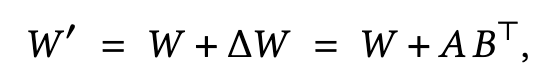 W′ = W + ΔW = W + AB⊤,